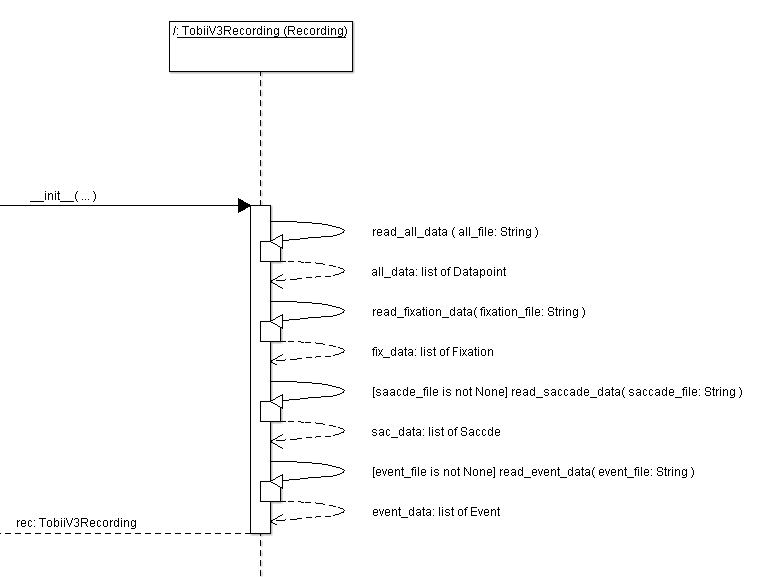 /: TobiiV3Recording (Recording)
__init__( ... )
read_all_data ( all_file: String )
all_data: list of Datapoint
read_fixation_data( fixation_file: String )
fix_data: list of Fixation
[saacde_file is not None] read_saccade_data( saccade_file: String )
sac_data: list of Saccde
[event_file is not None] read_event_data( event_file: String )
event_data: list of Event
rec: TobiiV3Recording